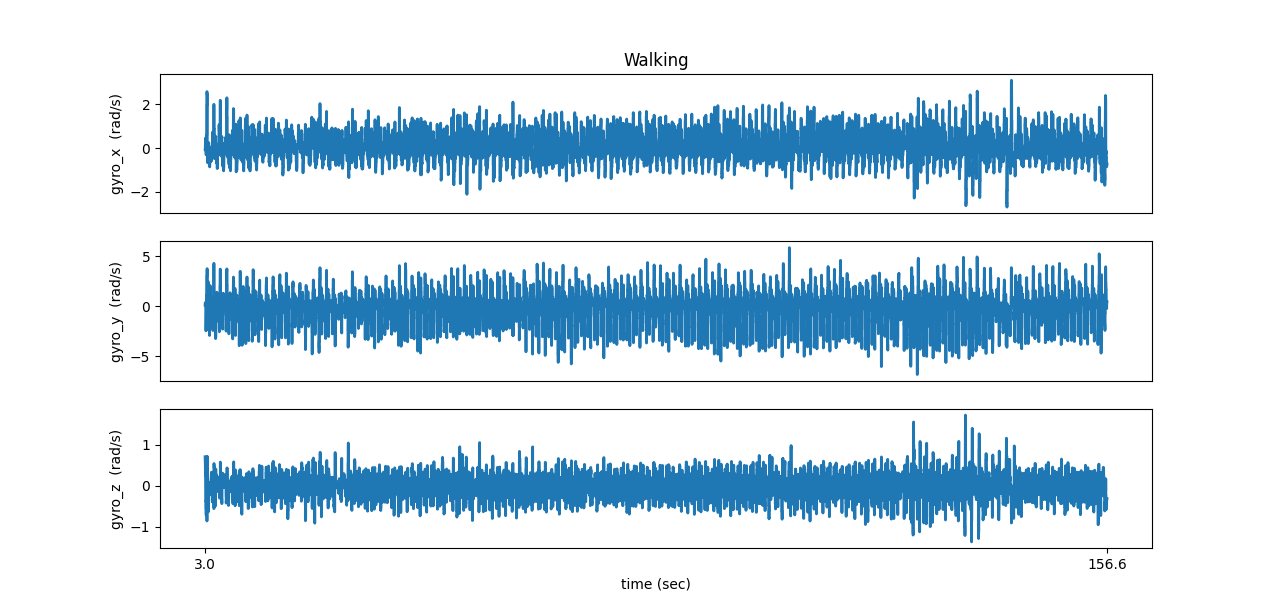 Walking
gyro_x (rad/s)
2
0
−2
gyro_y (rad/s)
5
0
−5
gyro_z (rad/s)
1
0
−1
3.0 156.6
time (sec)